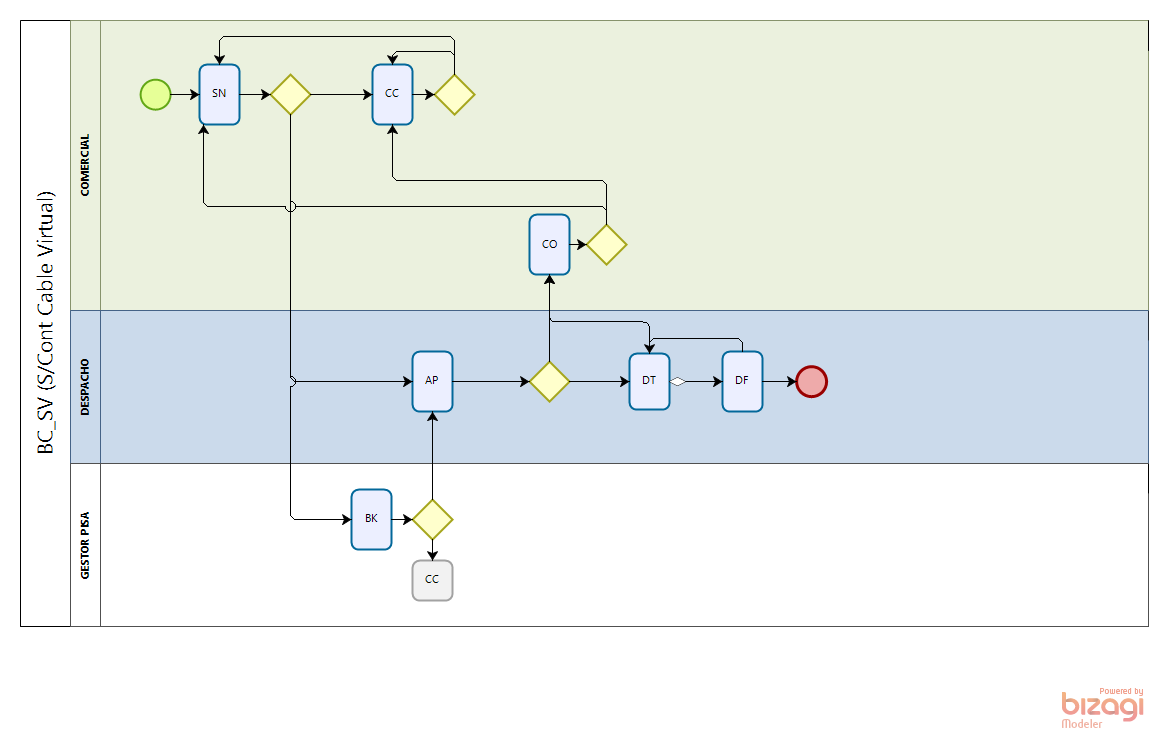 BC_SV (S/Cont Cable Virtual)
COMERCIAL
SN
CC
CO
DESPACHO
AP
DT
DF
GESTOR PISA
BK
CC
Powered by
bizagi
Modeler